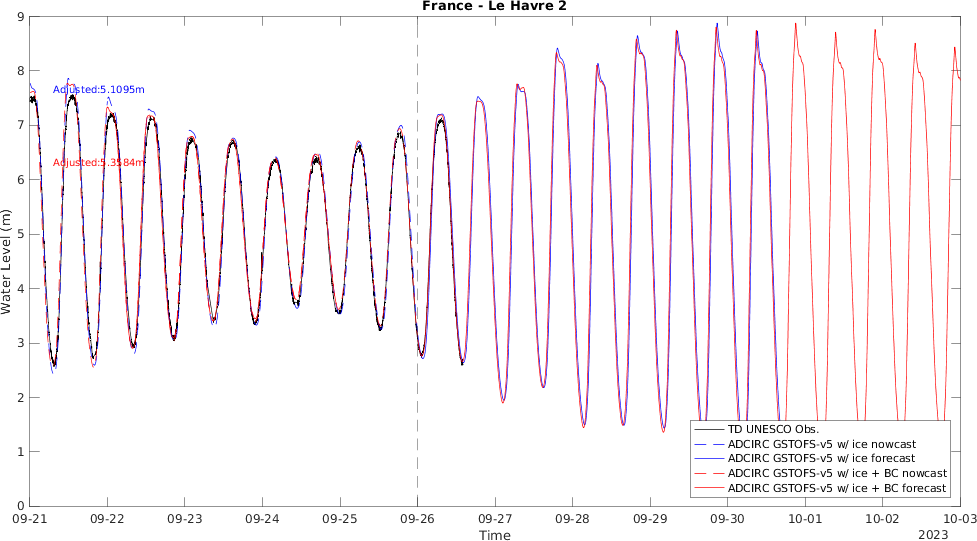 France - Le Havre 2
9
8
7
6
5
4
3
2
1
0
Water Level (m)
Adjusted:5.1095m
Adjusted:5.3584m
TD UNESCO Obs.
ADCIRC GSTOFS-v5 w/ ice nowcast
ADCIRC GSTOFS-v5 w/ ice forecast
ADCIRC GSTOFS-v5 w/ ice + BC nowcast
ADCIRC GSTOFS-v5 w/ ice + BC forecast
09-21 09-22 09-23 09-24 09-25 09-26 09-27 09-28 09-29 09-30 10-01 10-02 10-03
Time
2023